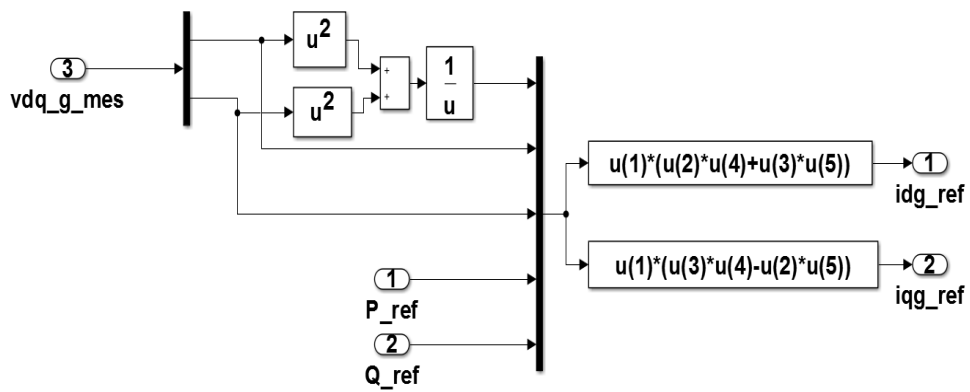 3
vdq_g_mes
u²
u²
+
+
1
u
1
P_ref
2
Q_ref
u(1)*(u(2)*u(4)+u(3)*u(5))
1
idg_ref
u(1)*(u(3)*u(4)-u(2)*u(5))
2
iqg_ref